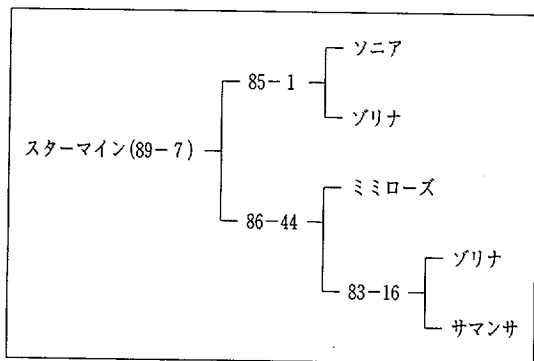 ソニア
85-1
ゾリナ
スターマイン(89-7)
ミミローズ
86-44
ゾリナ
83-16
サマンサ